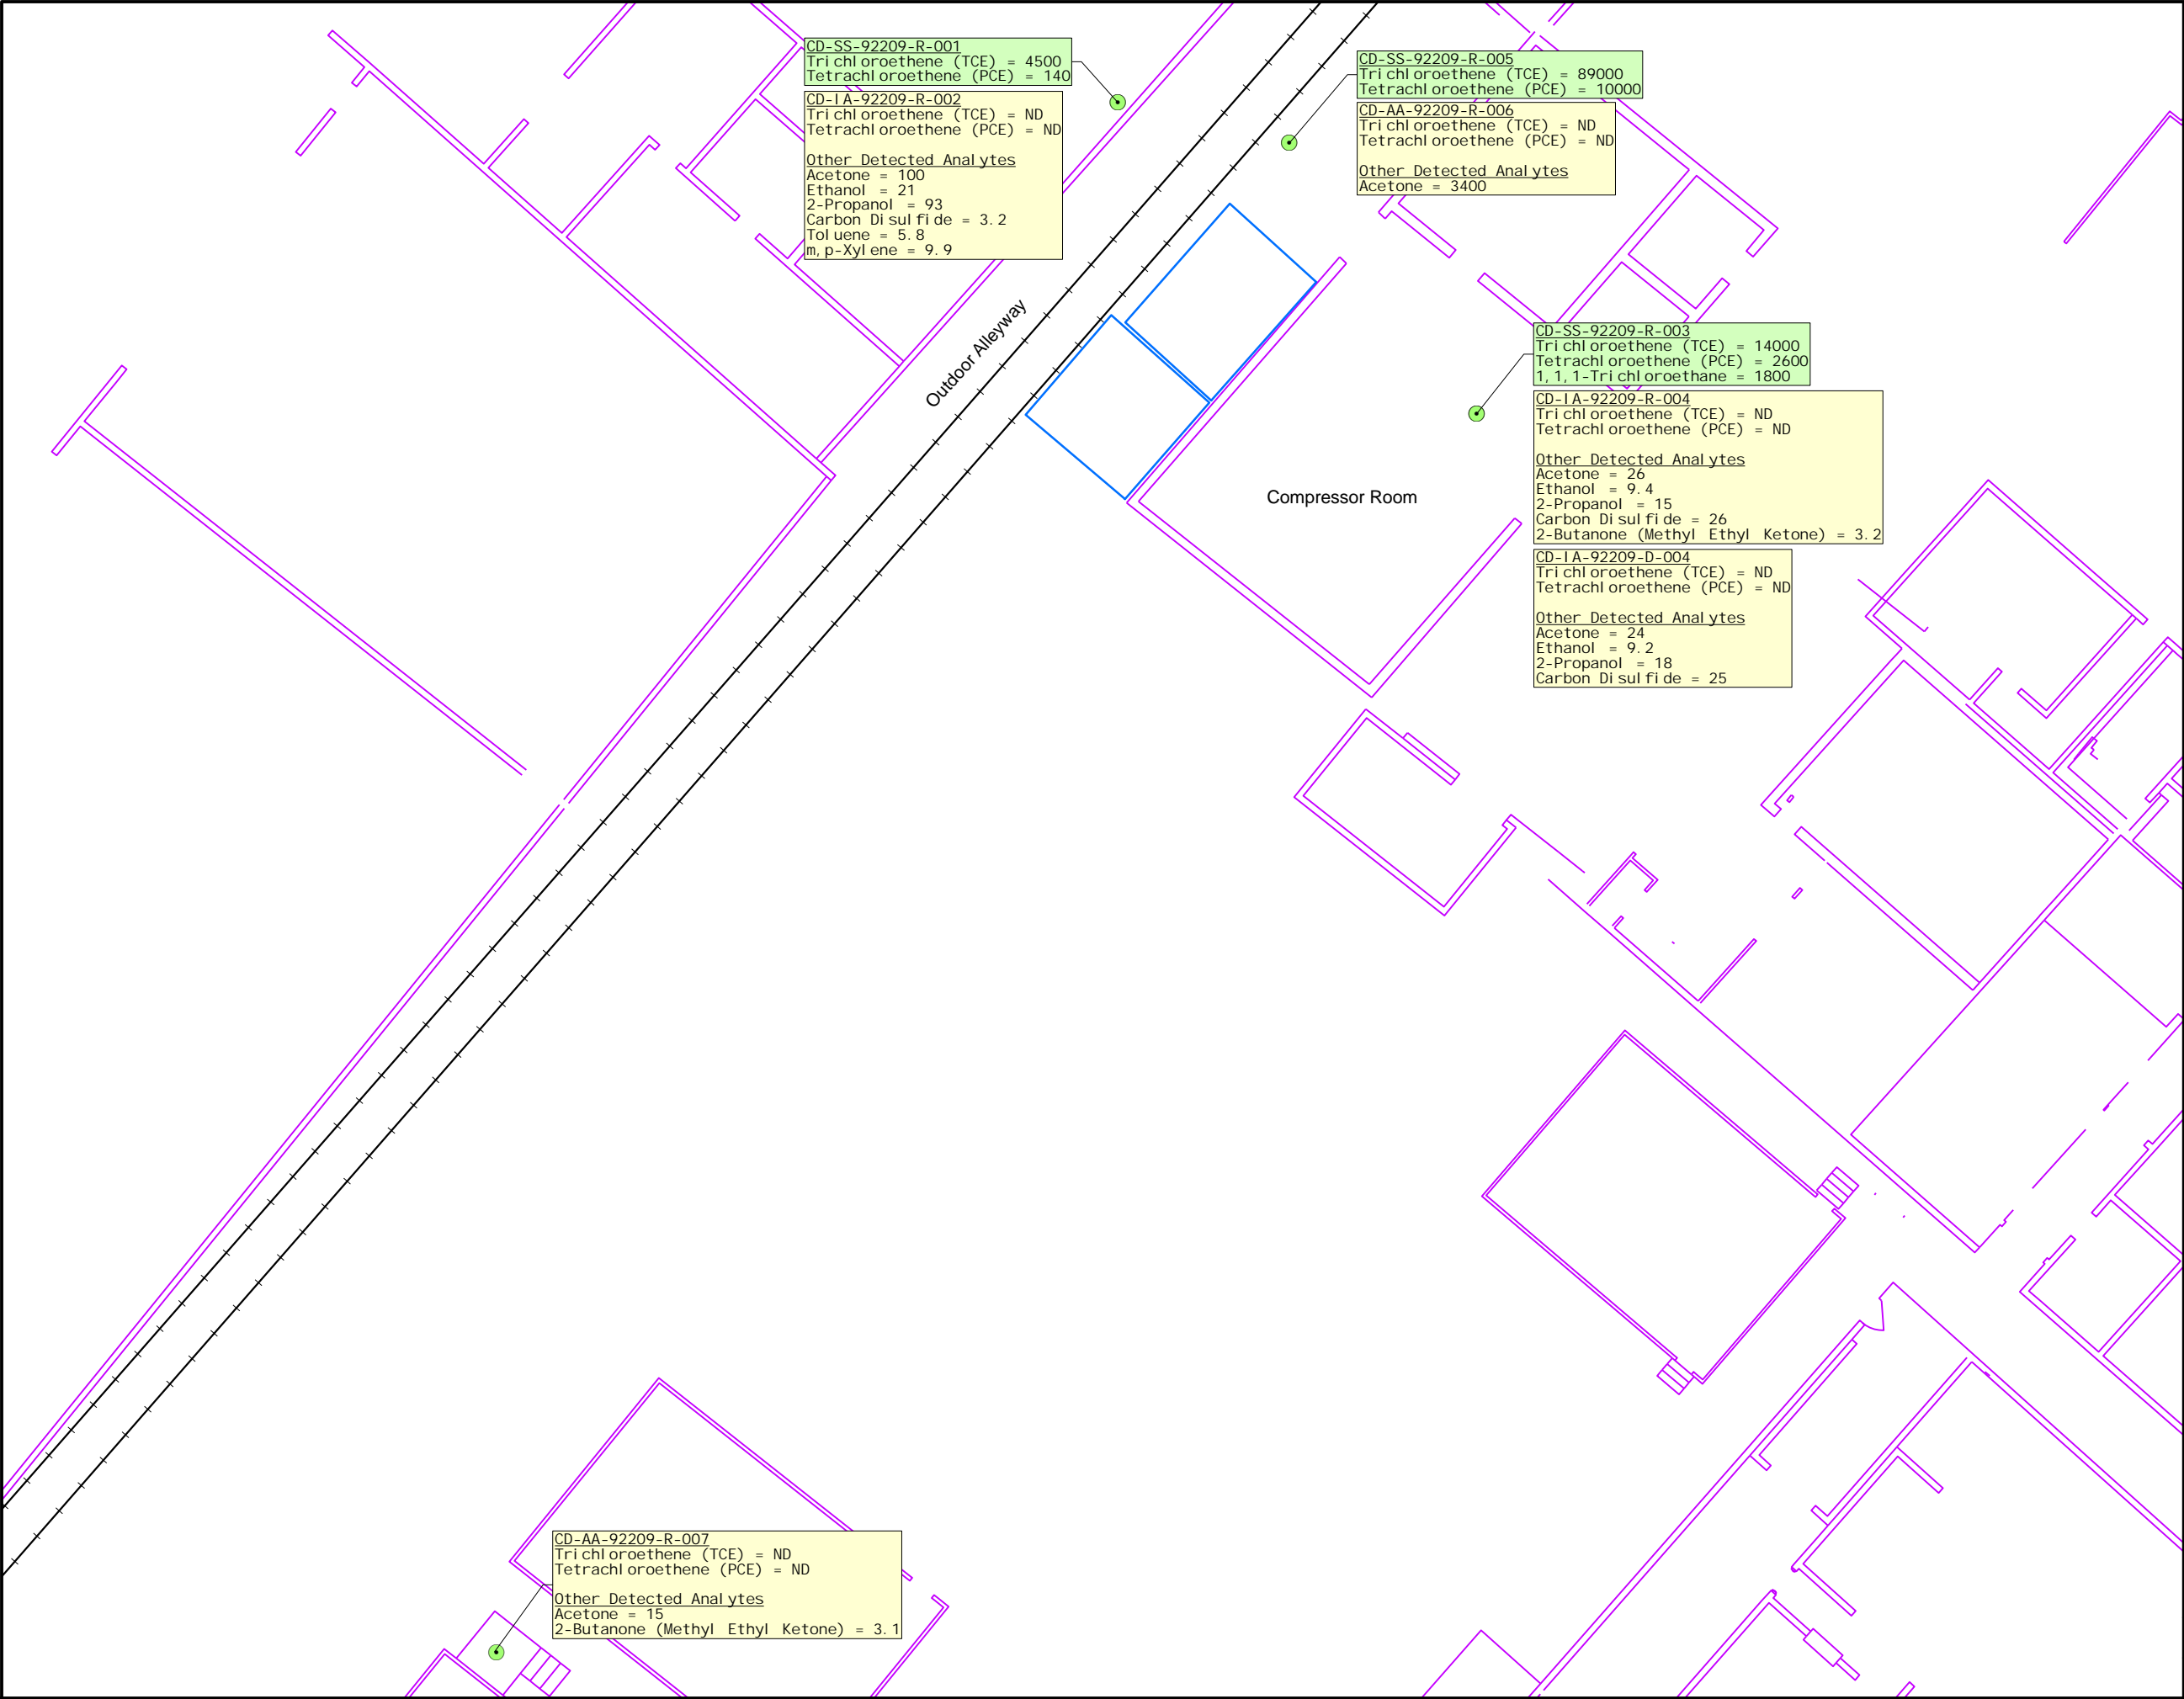 CD-SS-92209-R-001
Trichloroethene (TCE) = 4500
Tetrachloroethene (PCE) = 140
CD-IA-92209-R-002
Trichloroethene (TCE) = ND
Tetrachloroethene (PCE) = ND
Other Detected Analytes
Acetone = 100
Ethanol = 21
2-Propanol = 93
Carbon Disulfide = 3.2
Toluene = 5.8
m,p-Xylene = 9.9
CD-SS-92209-R-005
Trichloroethene (TCE) = 89000
Tetrachloroethene (PCE) = 10000
CD-AA-92209-R-006
Trichloroethene (TCE) = ND
Tetrachloroethene (PCE) = ND
Other Detected Analytes
Acetone = 3400
Outdoor Alleyway
CD-SS-92209-R-003
Trichloroethene (TCE) = 14000
Tetrachloroethene (PCE) = 2600
1,1,1-Trichloroethane = 1800
CD-IA-92209-R-004
Trichloroethene (TCE) = ND
Tetrachloroethene (PCE) = ND
Other Detected Analytes
Acetone = 26
Ethanol = 9.4
2-Propanol = 15
Carbon Disulfide = 26
2-Butanone (Methyl Ethyl Ketone) = 3.2
Compressor Room
CD-IA-92209-D-004
Trichloroethene (TCE) = ND
Tetrachloroethene (PCE) = ND
Other Detected Analytes
Acetone = 24
Ethanol = 9.2
2-Propanol = 18
Carbon Disulfide = 25
CD-AA-92209-R-007
Trichloroethene (TCE) = ND
Tetrachloroethene (PCE) = ND
Other Detected Analytes
Acetone = 15
2-Butanone (Methyl Ethyl Ketone) = 3.1